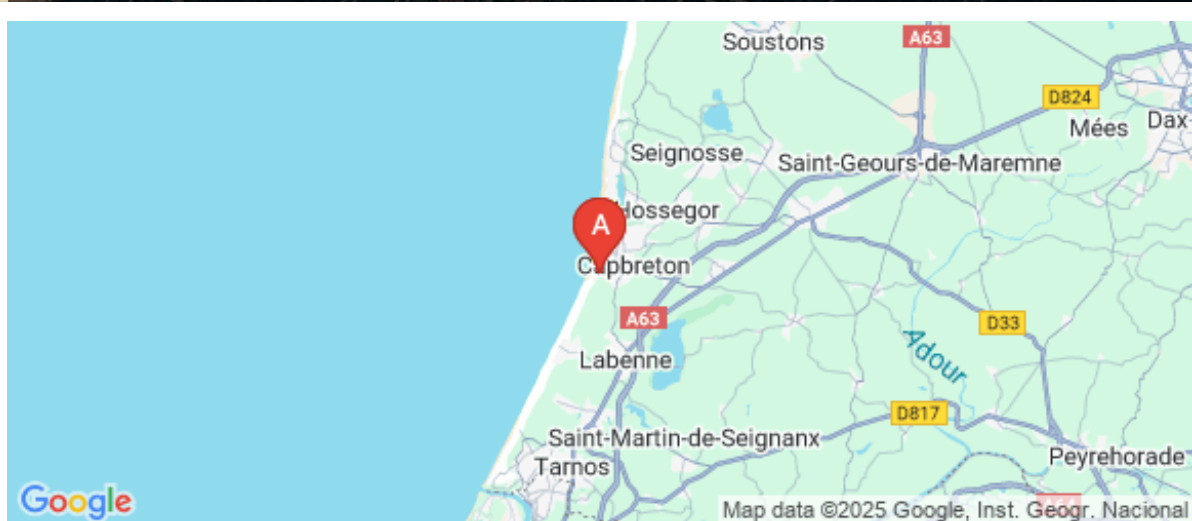 Soustons
A63
D824
Mées
Dax
Seignosse
Saint-Geours-de-Maremne
Hossegor
A
Capbreton
A63
D33
Labenne
Adour
D817
Saint-Martin-de-Seignanx
Tarnos
Peyrehorade
A64
Google
Map data ©2025 Google, Inst. Geogr. Nacional